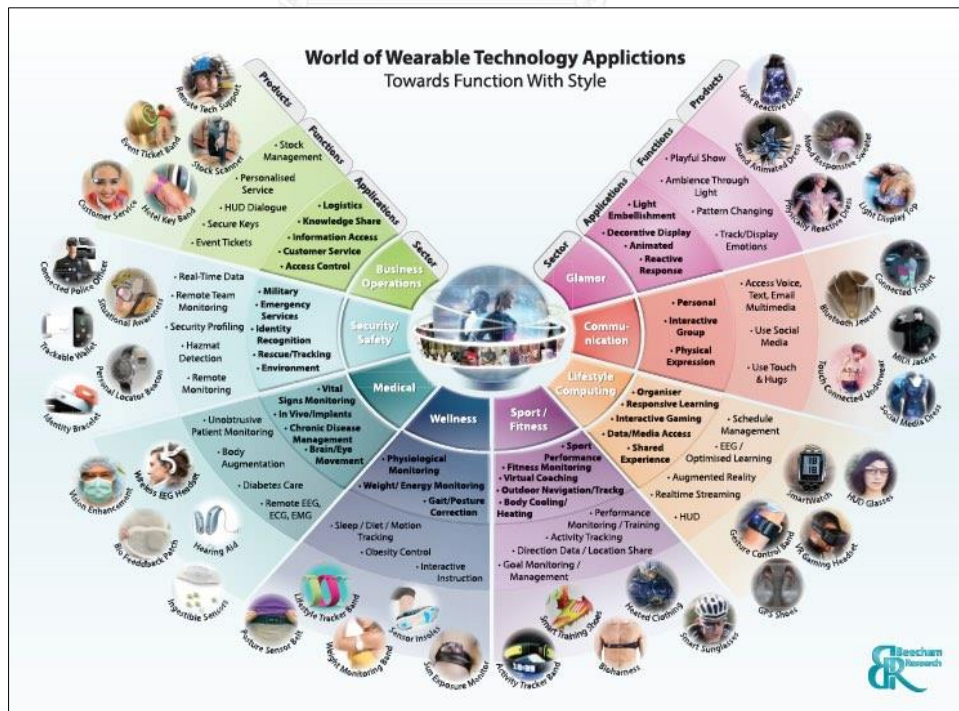 World of Wearable Technology Applictions
Towards Function With Style
Products
Functions
Applications
Sector
Business
Operations
• Logistics
• Knowledge Share
• Information Access
• Customer Service
• Access Control
• Stock
Management
• Personalised
Service
• HUD Dialogue
• Secure Keys
• Event Tickets
Remote Tech Support
Event Ticket Band
Stock Scanner
Customer Service
Hotel Key Band
Security/
Safety
• Military
• Emergency
Services
• Identity
Recognition
• Rescue/Tracking
• Environment
• Real-Time Data
• Remote Team
Monitoring
• Security Profiling
• Hazmat
Detection
• Remote
Monitoring
Connected Police Officer
Situational Awareness
Trackable Wallet
Personal Locator Beacon
Identity Bracelet
Medical
• Vital
Signs Monitoring
• In Vivo/Implants
• Chronic Disease
Management
• Brain/Eye
Movement
• Unobtrusive
Patient Monitoring
• Body
Augmentation
• Diabetes Care
• Remote EEG,
ECG, EMG
Vision Enhancement
Wireless EEG Headset
Bio Feedback Patch
Hearing Aid
Ingestible Sensors
Wellness
• Physiological
Monitoring
• Weight/ Energy Monitoring
• Gait/Posture
Correction
• Sleep / Diet / Motion
Tracking
• Obesity Control
• Interactive
Instruction
Posture Sensor Belt
Lifestyle Tracker Band
Weight Monitoring Band
Sensor Insoles
Sun Exposure Monitor
Sport /
Fitness
• Sport
Performance
• Fitness Monitoring
• Virtual Coaching
• Outdoor Navigation/Trackg
• Body Cooling/
Heating
• Performance
Monitoring / Training
• Activity Tracking
• Direction Data / Location Share
• Goal Monitoring /
Management
Activity Tracker Band
Smart Training Shoes
Bioharness
Heated Clothing
Smart Sunglasses
Lifestyle
Computing
• Organiser
• Responsive Learning
• Interactive Gaming
• Data/Media Access
• Shared
Experience
• Schedule
Management
• EEG /
Optimised Learning
• Augmented Reality
• Realtime Streaming
• HUD
SmartWatch
HUD Glasses
Gesture Control Band
VR Gaming Headset
GPS Shoes
Commu-
nication
• Personal
• Interactive
Group
• Physical
Expression
• Access Voice,
Text, Email
Multimedia
• Use Social
Media
• Use Touch
& Hugs
Connected T-Shirt
Bluetooth Jewelry
MIDI Jacket
Touch Connected Underwear
Social Media Dress
Glamor
• Light
Embellishment
• Decorative Display
• Animated
• Reactive
Response
• Playful Show
• Ambience Through
Light
• Pattern Changing
• Track/Display
Emotions
Light Reactive Dress
Sound Animated Dress
Mood Responsive Sweater
Physically Reactive Dress
Light Display Top
Sector
Applications
Functions
Products
Beecham
Research